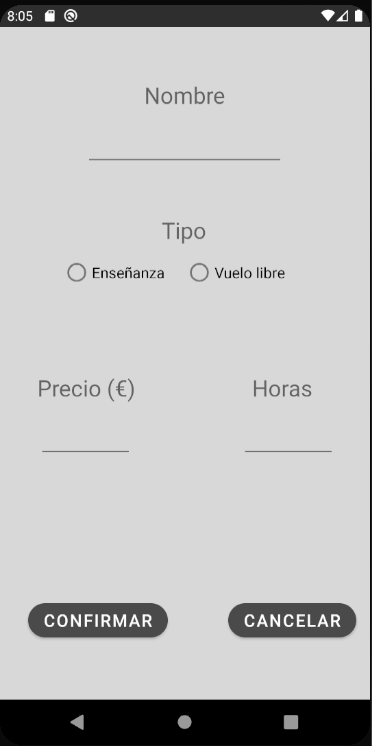 8:05
Nombre
Tipo
Enseñanza Vuelo libre
Precio (€) Horas
CONFIRMAR CANCELAR